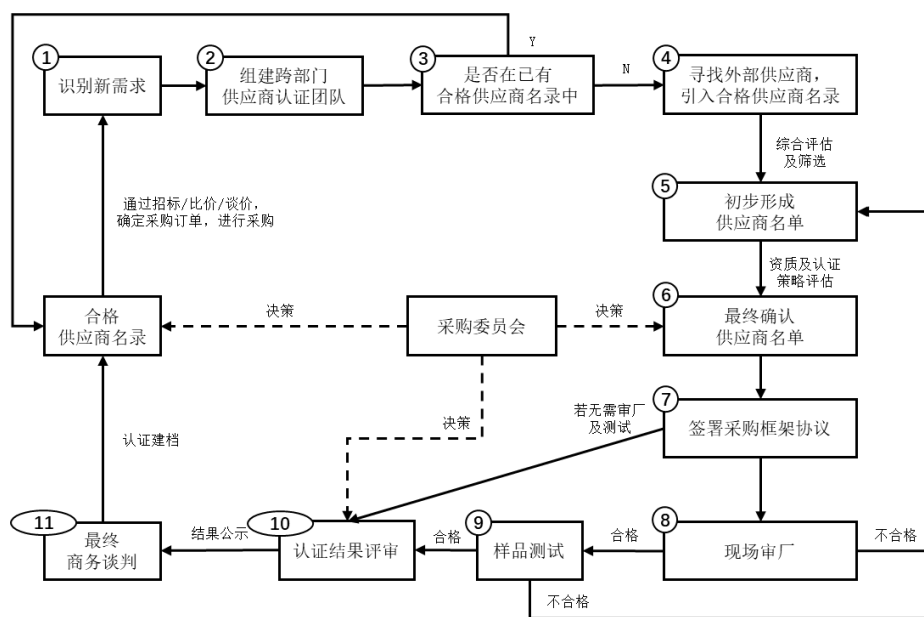 Y
①
识别新需求
②
组建跨部门
供应商认证团队
③
是否在已有
合格供应商名录中
N
④
寻找外部供应商，
引入合格供应商名录
综合评估
及筛选
⑤
初步形成
供应商名单
通过招标/比价/谈价，
确定采购订单，进行采购
资质及认证
策略评估
合格
供应商名录
决策
采购委员会
决策
⑥
最终确认
供应商名单
若无需审厂
及测试
⑦
签署采购框架协议
决策
认证建档
11
最终
商务谈判
结果公示
10
认证结果评审
合格
⑨
样品测试
合格
⑧
现场审厂
不合格
不合格